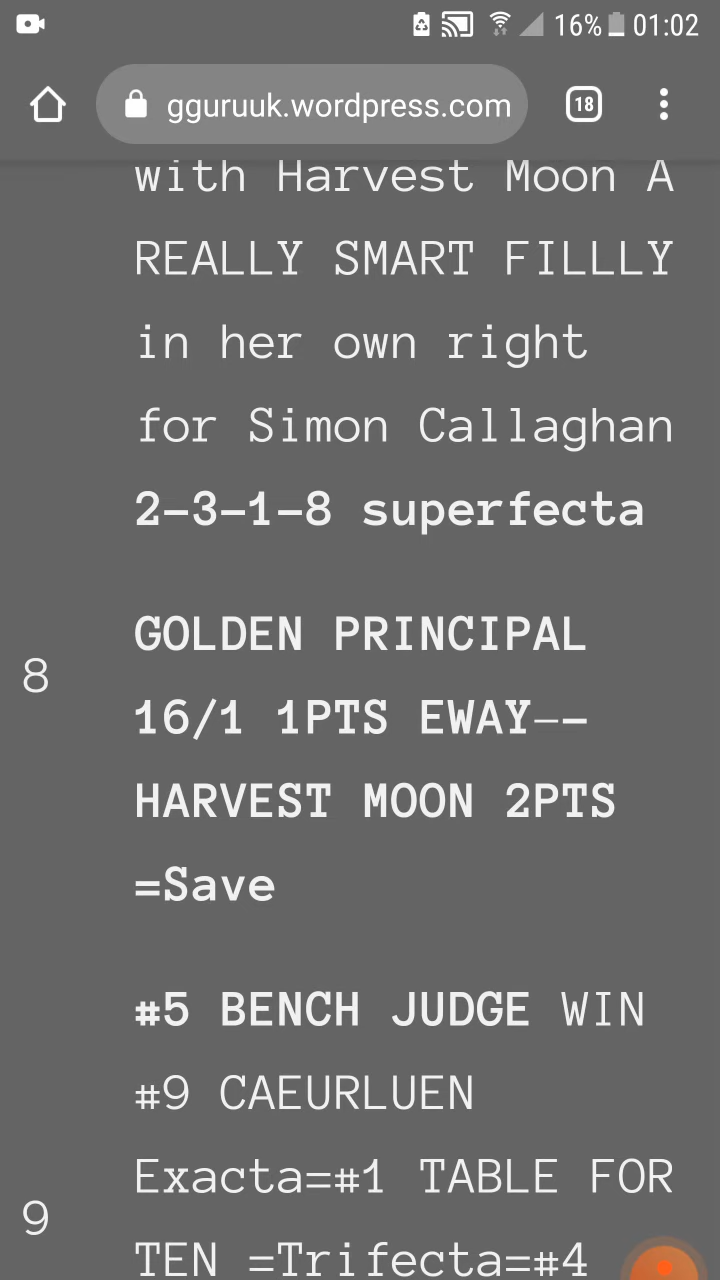 16% 01:02
gguruuk.wordpress.com
18
with Harvest Moon A
REALLY SMART FILLLY
in her own right
for Simon Callaghan
2-3-1-8 superfecta
8
GOLDEN PRINCIPAL
16/1 1PTS EWAY--
HARVEST MOON 2PTS
=Save
9
#5 BENCH JUDGE WIN
#9 CAEURLUEN
Exacta=#1 TABLE FOR
TEN =Trifecta=#4